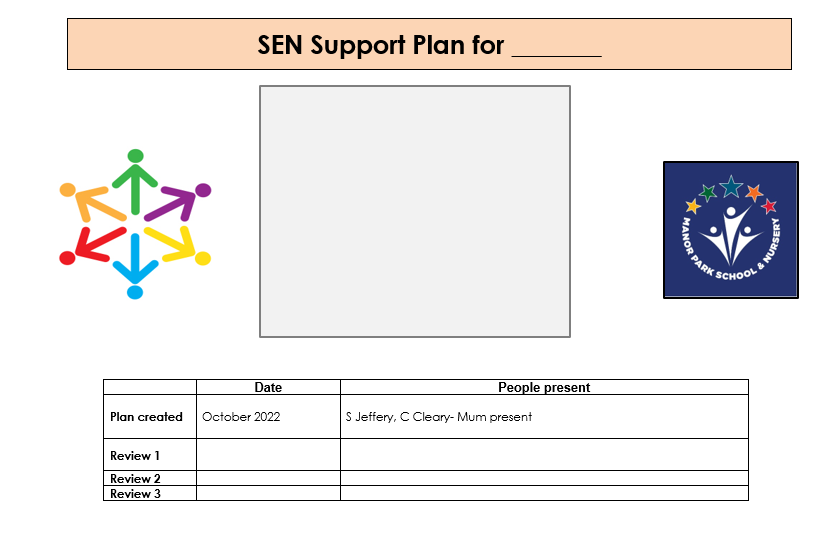 SEN Support Plan for ________
MANOR PARK SCHOOL & NURSERY
Date People present
Plan created October 2022 S Jeffery, C Cleary- Mum present
Review 1
Review 2
Review 3